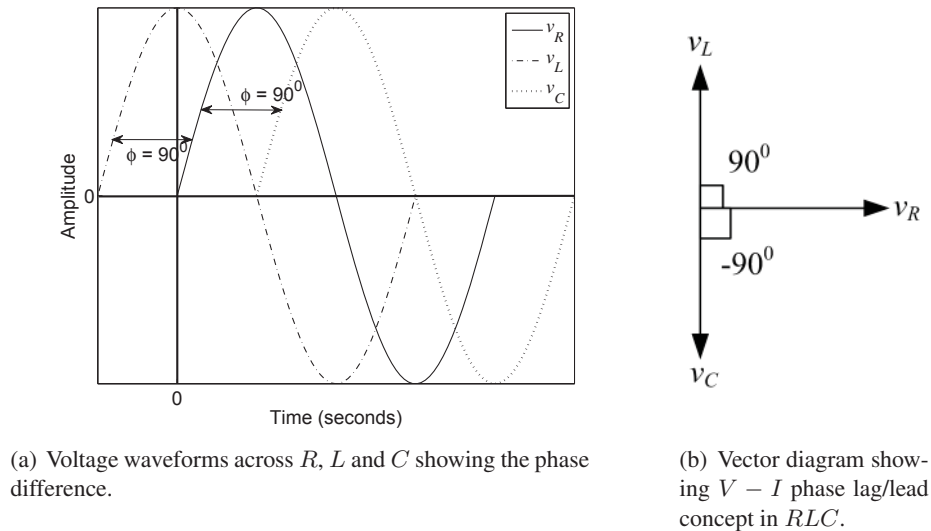 v_R
v_L
v_C
ϕ = 90⁰
ϕ = 90⁰
Amplitude
0
0
Time (seconds)
(a) Voltage waveforms across R, L and C showing the phase
difference.
v_L
90⁰
v_R
-90⁰
v_C
(b) Vector diagram show-
ing V − I phase lag/lead
concept in RLC.